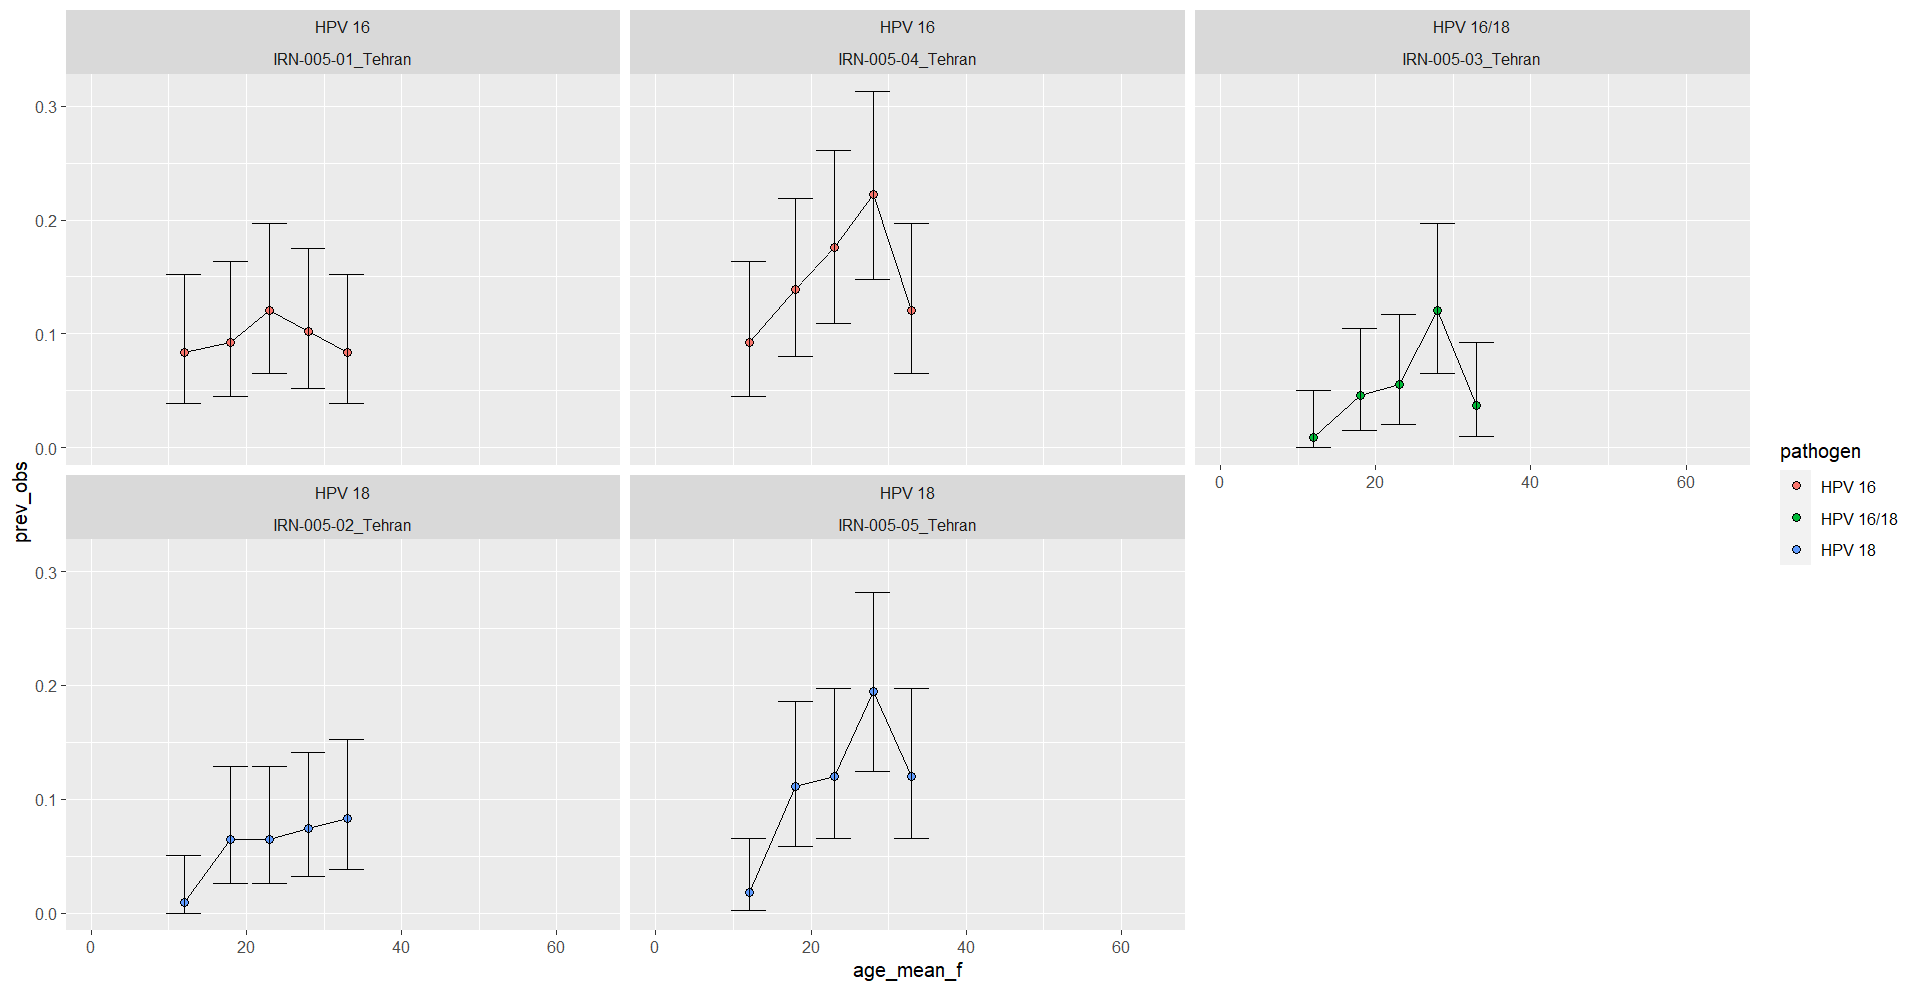 HPV 16
IRN-005-01_Tehran
HPV 16
IRN-005-04_Tehran
HPV 16/18
IRN-005-03_Tehran
0.3
0.2
0.1
0.0
0
20
40
60
HPV 18
IRN-005-02_Tehran
HPV 18
IRN-005-05_Tehran
0.3
0.2
0.1
0.0
0
20
40
60
0
20
40
60
prev_obs
age_mean_f
pathogen
HPV 16
HPV 16/18
HPV 18